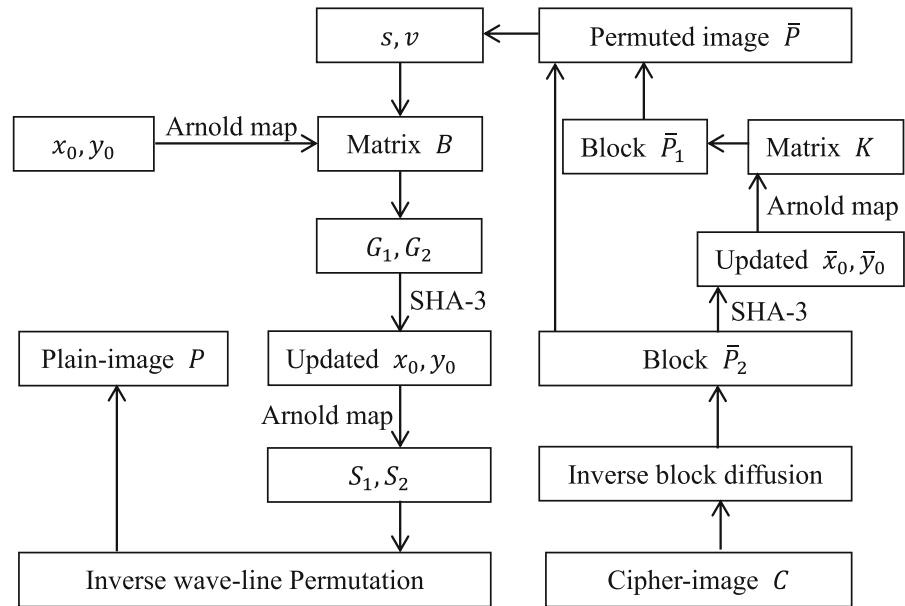 s, v
Permuted image P̄
Arnold map
x₀, y₀
Matrix B
Block P̄₁
Matrix K
Arnold map
G₁, G₂
Updated x̄₀, ȳ₀
SHA-3
SHA-3
Plain-image P
Updated x₀, y₀
Block P̄₂
Arnold map
S₁, S₂
Inverse block diffusion
Inverse wave-line Permutation
Cipher-image C